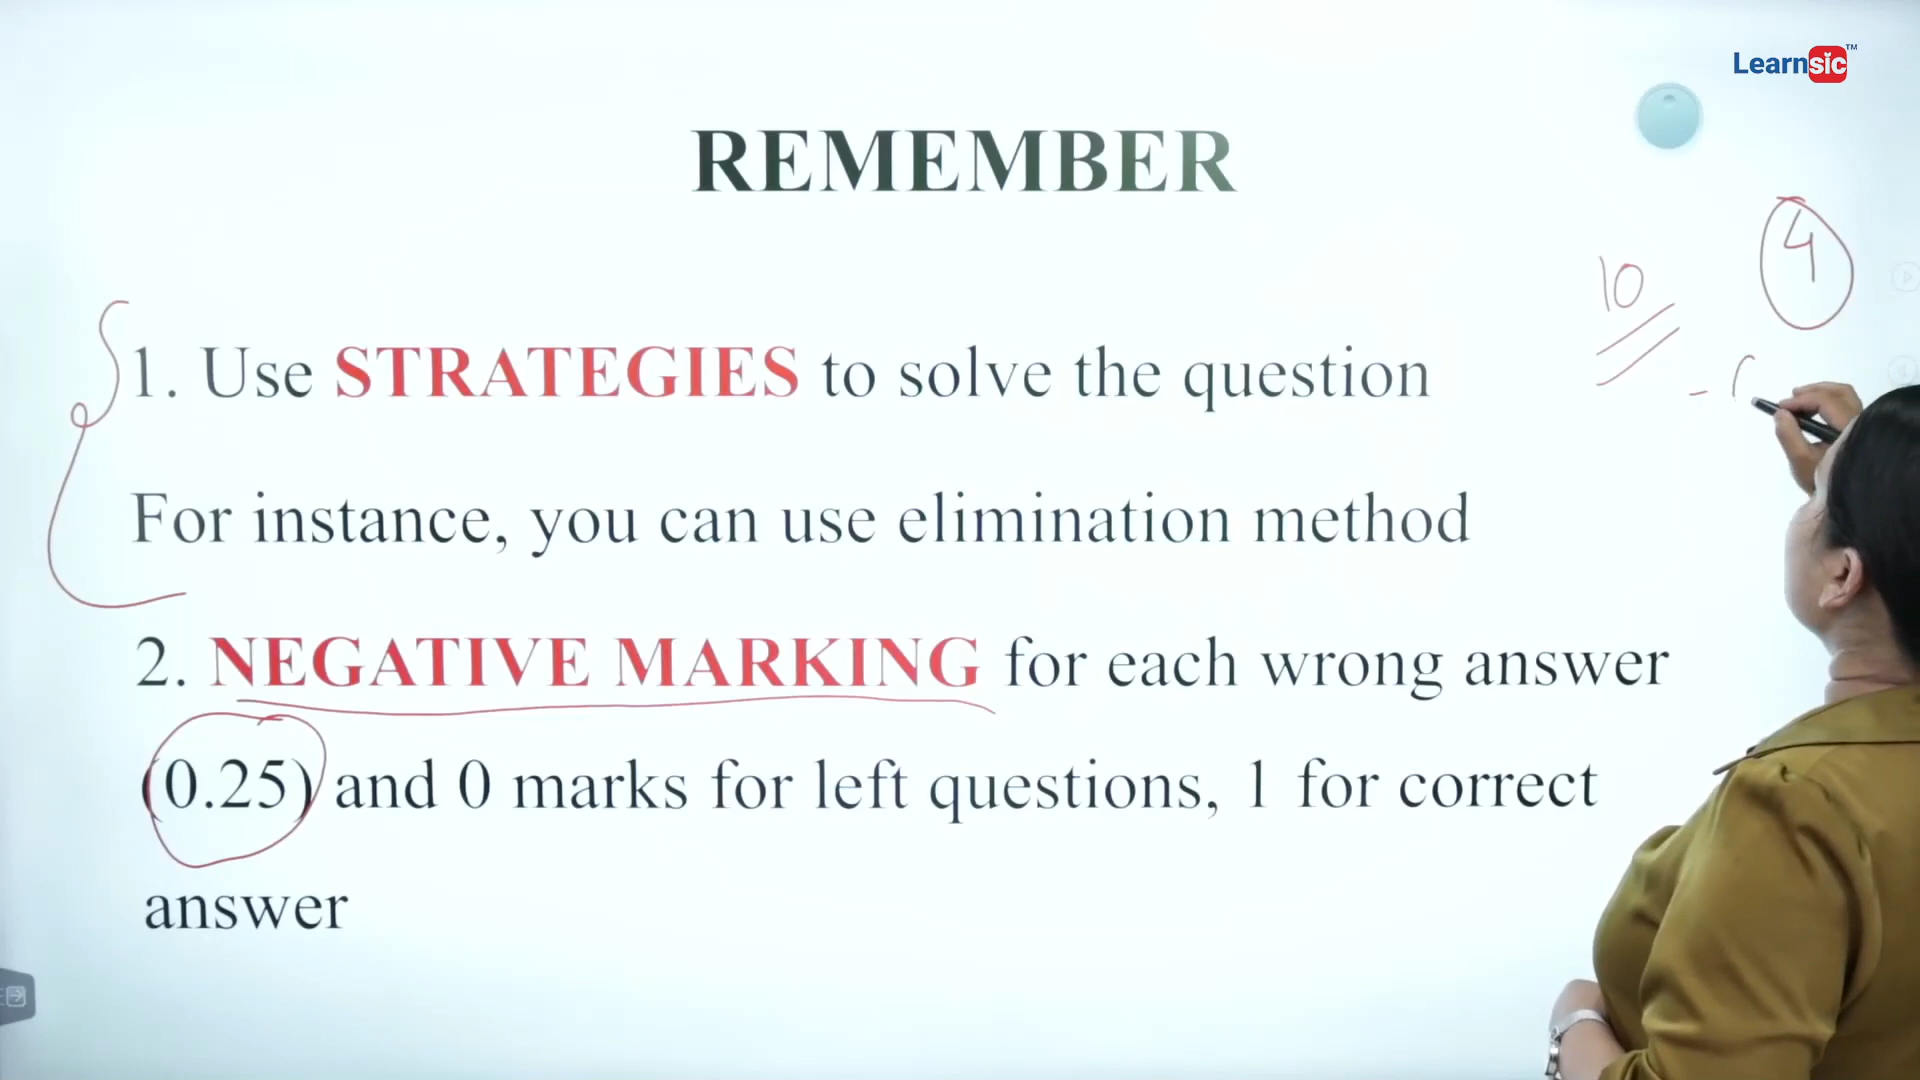 Learnsic™
REMEMBER
4
10
1. Use STRATEGIES to solve the question
-
For instance, you can use elimination method
2. NEGATIVE MARKING for each wrong answer
(0.25) and 0 marks for left questions, 1 for correct
answer